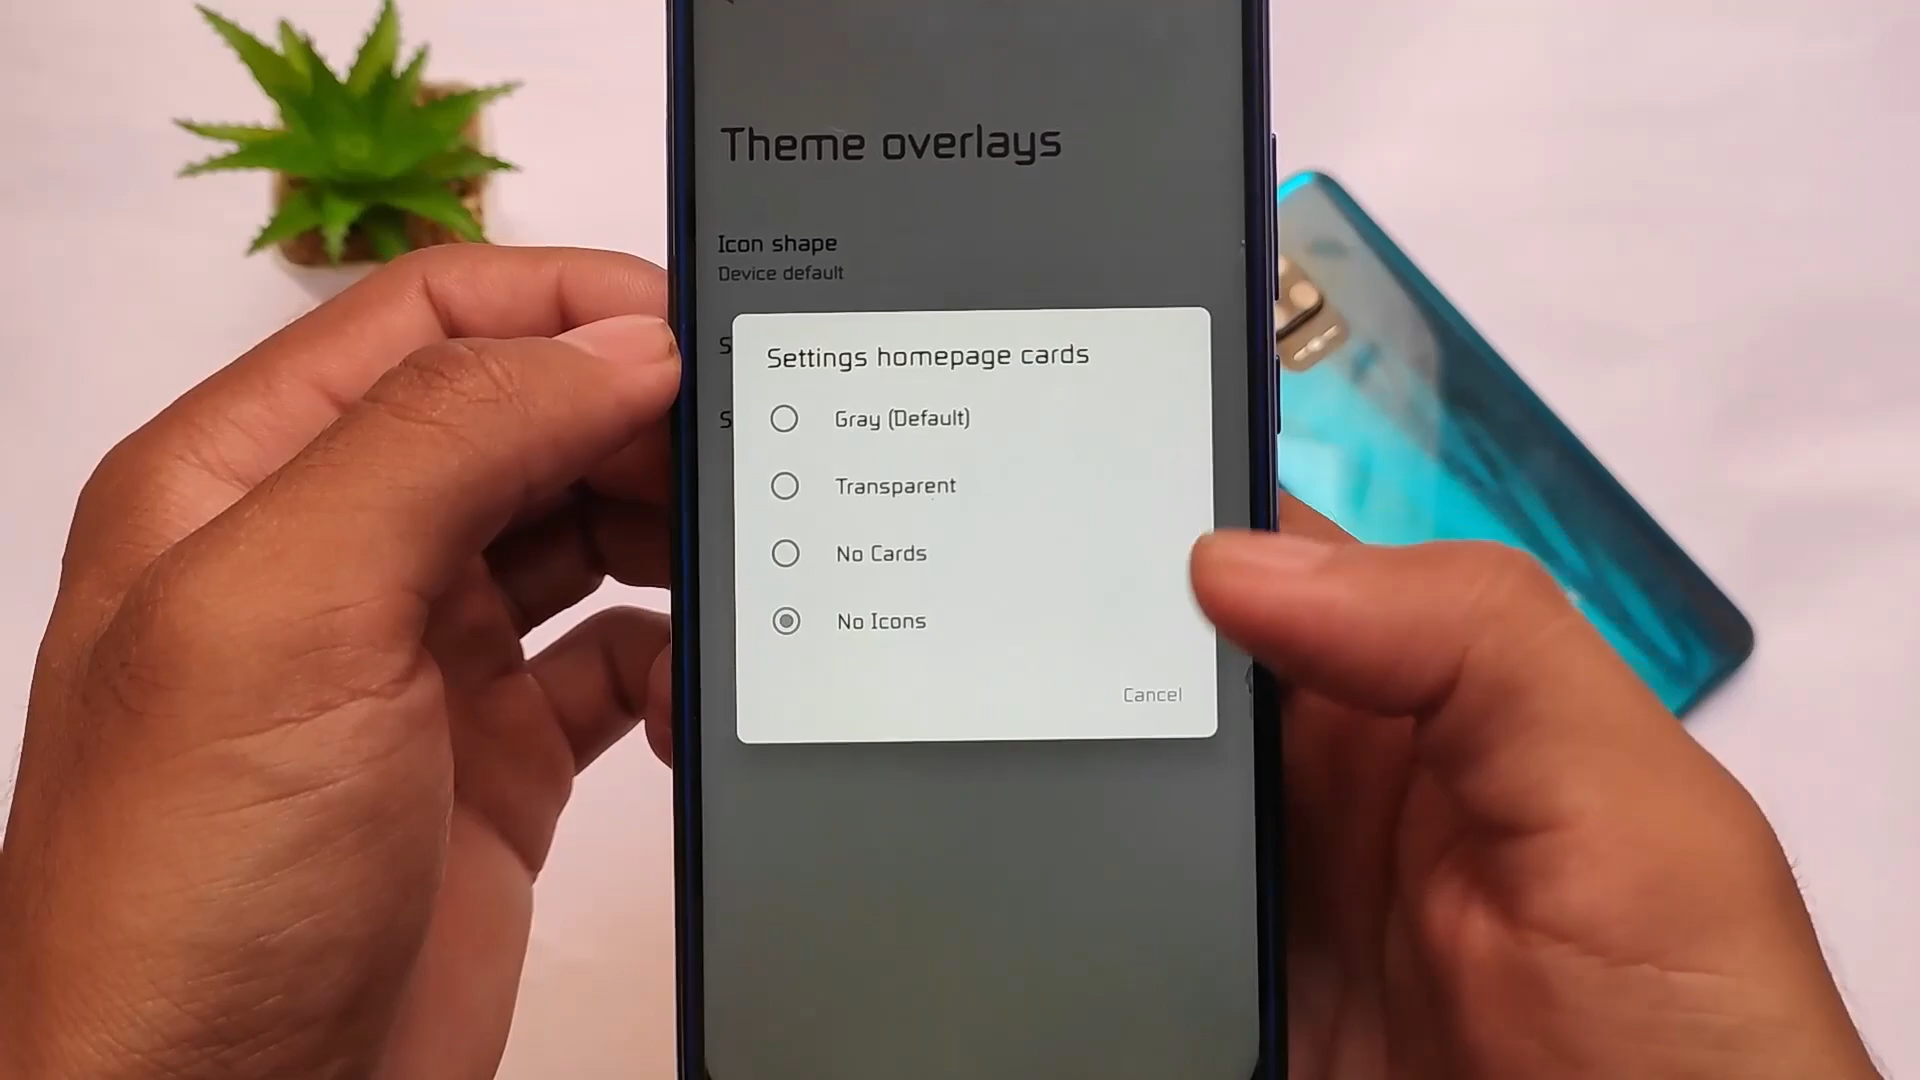 Theme overlays
Icon shape
Device default
S
Settings homepage cards
S
Gray (Default)
Transparent
No Cards
No Icons
Cancel